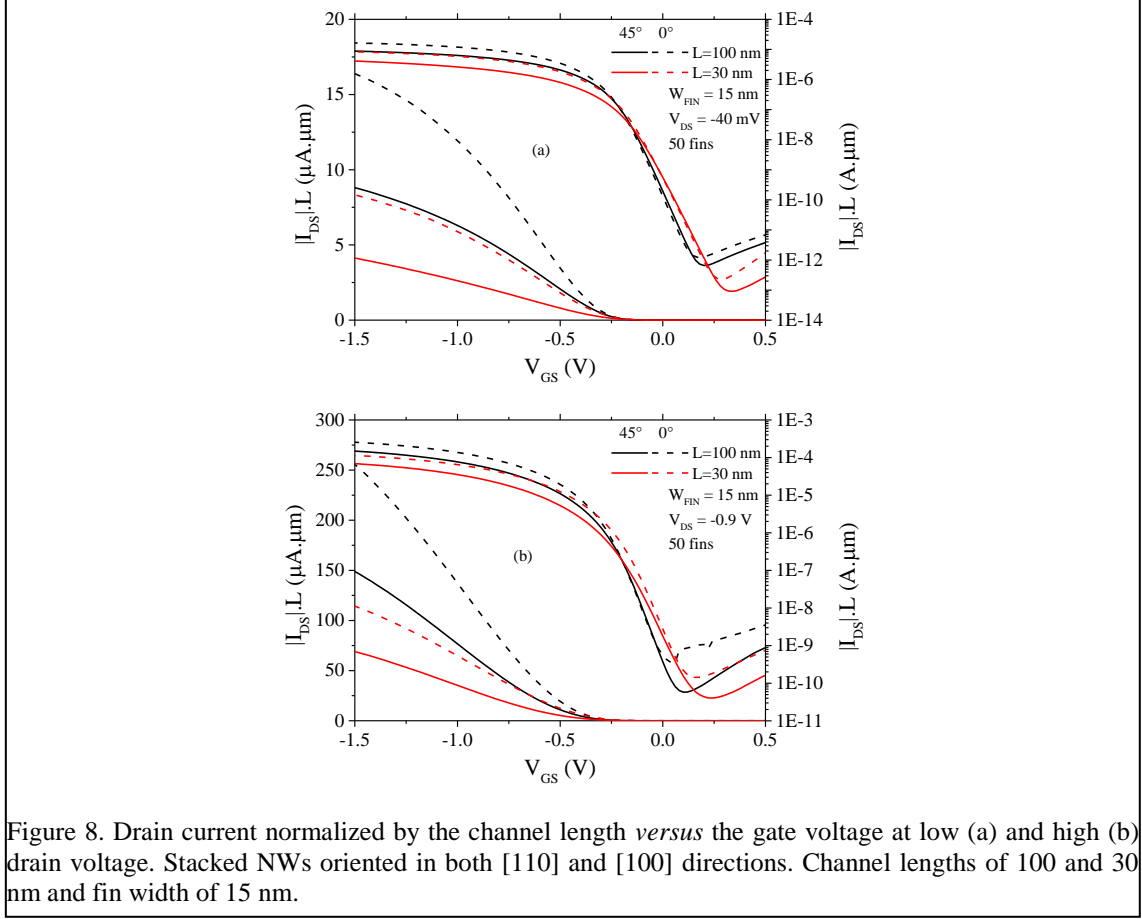 20
15
10
5
0
|I_DS|.L (μA.μm)
45° 0°
L=100 nm
L=30 nm
W_FIN = 15 nm
V_DS = -40 mV
50 fins
(a)
1E-4
1E-6
1E-8
1E-10
1E-12
1E-14
|I_DS|.L (A.μm)
-1.5 -1.0 -0.5 0.0 0.5
V_GS (V)
300
250
200
150
100
50
0
|I_DS|.L (μA.μm)
45° 0°
L=100 nm
L=30 nm
W_FIN = 15 nm
V_DS = -0.9 V
50 fins
(b)
1E-3
1E-4
1E-5
1E-6
1E-7
1E-8
1E-9
1E-10
1E-11
|I_DS|.L (A.μm)
-1.5 -1.0 -0.5 0.0 0.5
V_GS (V)
Figure 8. Drain current normalized by the channel length versus the gate voltage at low (a) and high (b)
drain voltage. Stacked NWs oriented in both [110] and [100] directions. Channel lengths of 100 and 30
nm and fin width of 15 nm.